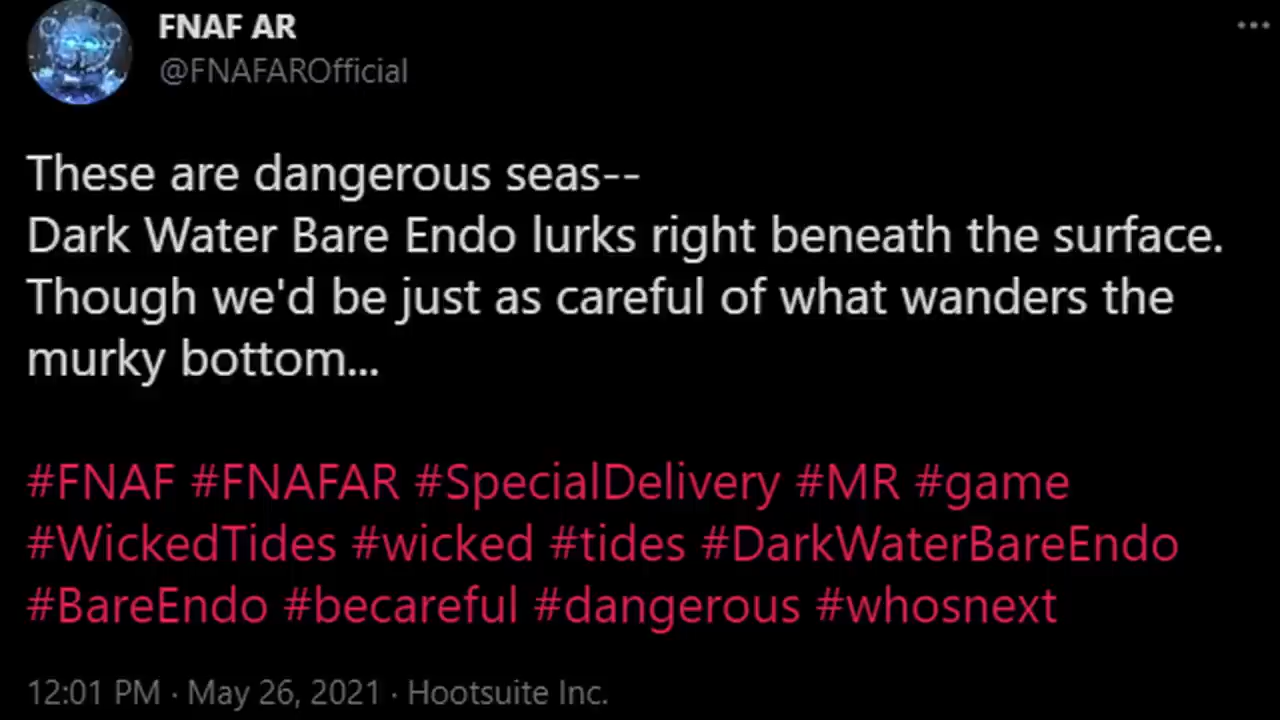 FNAF AR
@FNAFAROfficial
These are dangerous seas--
Dark Water Bare Endo lurks right beneath the surface.
Though we'd be just as careful of what wanders the
murky bottom...
#FNAF #FNAFAR #SpecialDelivery #MR #game
#WickedTides #wicked #tides #DarkWaterBareEndo
#BareEndo #becareful #dangerous #whosnext
12:01 PM · May 26, 2021 · Hootsuite Inc.